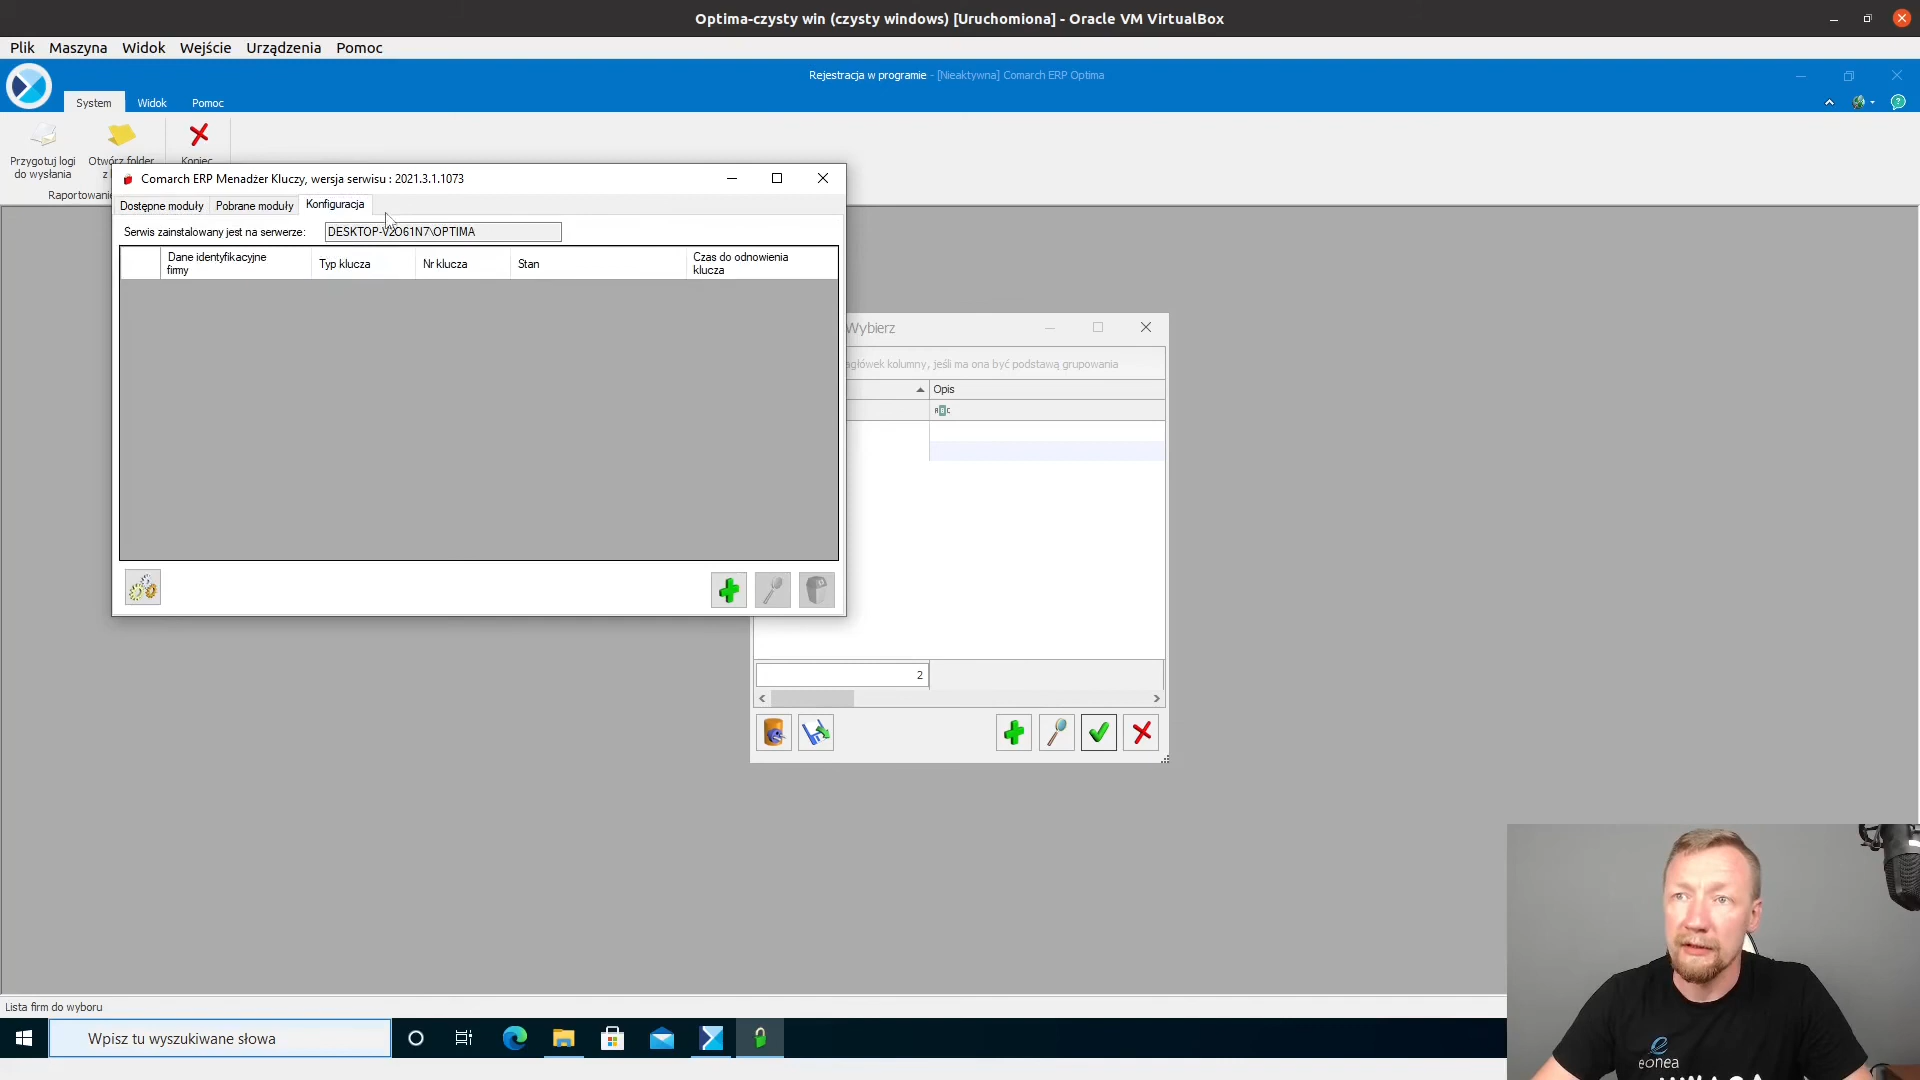 Optima-czysty win (czysty windows) [Uruchomiona] - Oracle VM VirtualBox
Plik Maszyna Widok Wejście Urządzenia Pomoc
Rejestracja w programie - [Nieaktywna] Comarch ERP Optima
System Widok Pomoc
Przygotuj logi do wysłania
Otwórz folder
z
Koniec
Raportowanie
Comarch ERP Menadżer Kluczy, wersja serwisu : 2021.3.1.1073
Dostępne moduły Pobrane moduły Konfiguracja
Serwis zainstalowany jest na serwerze: DESKTOP-V2O61N7\OPTIMA
Dane identyfikacyjne firmy
Typ klucza
Nr klucza
Stan
Czas do odnowienia klucza
Wybierz
agłówek kolumny, jeśli ma ona być podstawą grupowania
Opis
2
Lista firm do wyboru
Wpisz tu wyszukiwane słowa
eonea